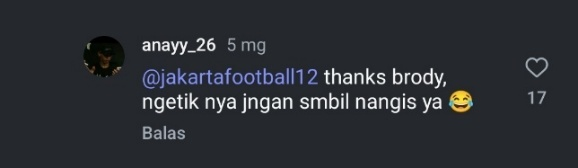 anayy_26 5 mg
@jakartafootball12 thanks brody,
ngetik nya jngan smbil nangis ya 😂
17
Balas